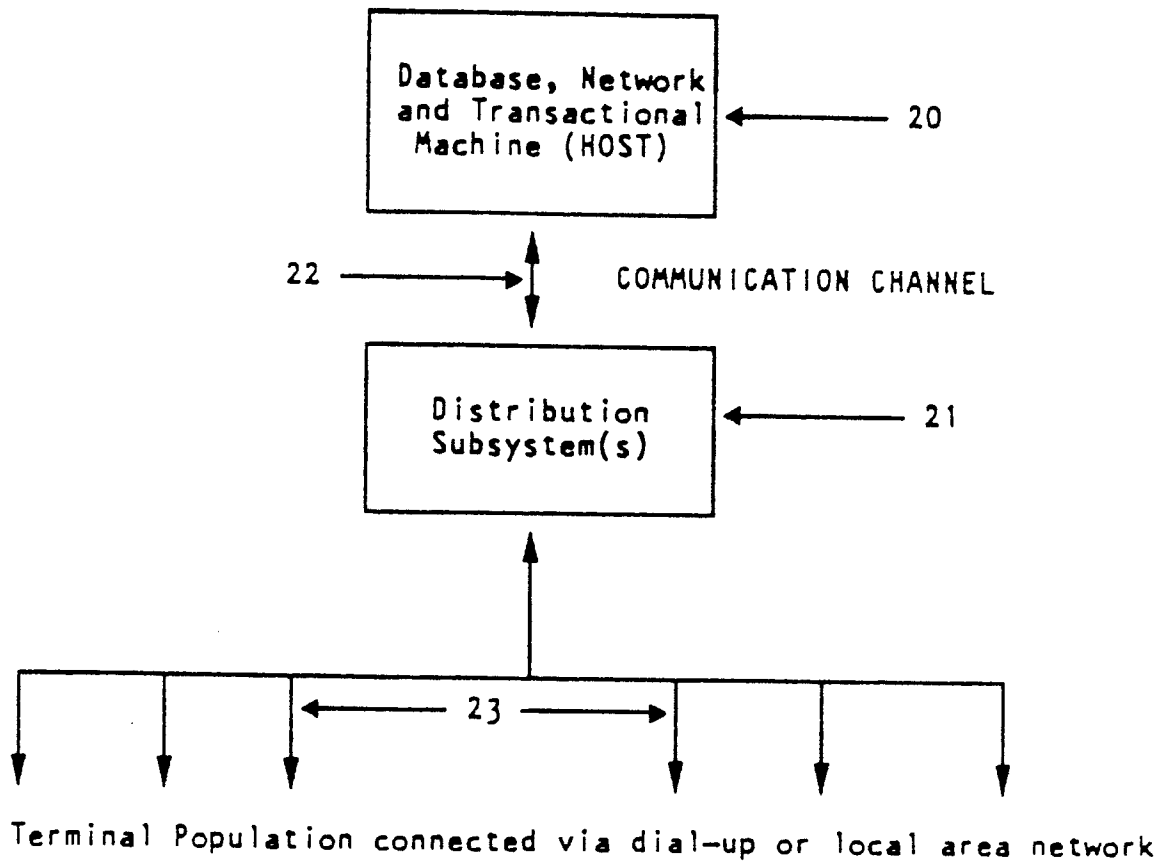 Database, Network
and Transactional
Machine (HOST)
20
22
COMMUNICATION CHANNEL
Distribution
Subsystem(s)
21
23
Terminal Population connected via dial-up or local area network